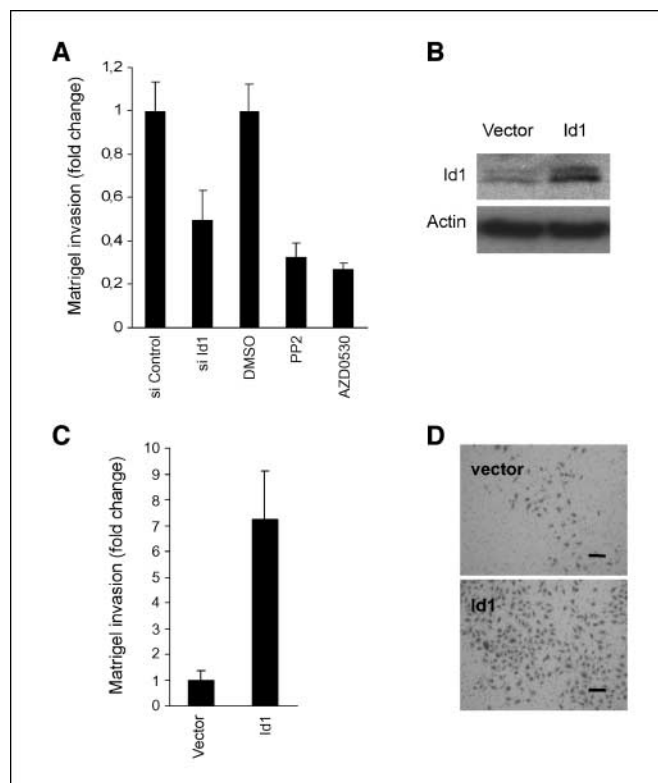 A
Matrigel invasion (fold change)
1,2
1
0,8
0,6
0,4
0,2
0
si Control
si Id1
DMSO
PP2
AZD0530
B
Vector Id1
Id1
Actin
C
Matrigel invasion (fold change)
10
9
8
7
6
5
4
3
2
1
0
Vector
Id1
D
vector
Id1